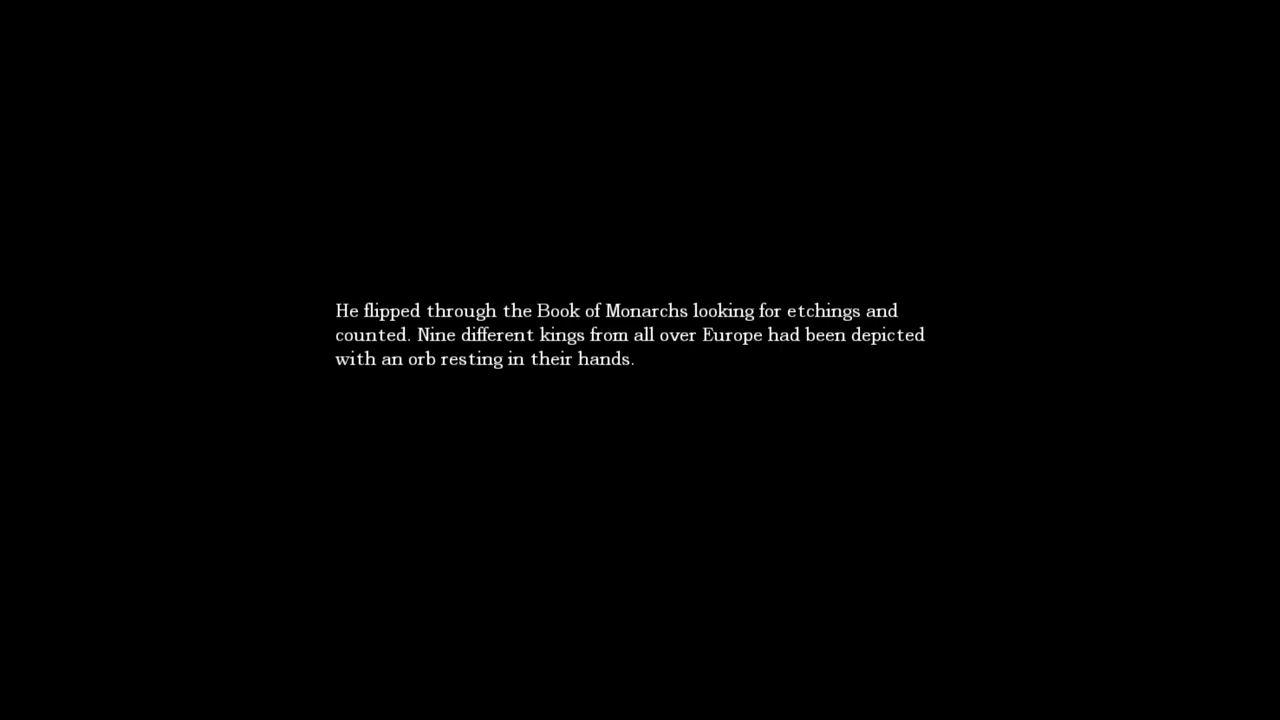 He flipped through the Book of Monarchs looking for etchings and
counted. Nine different kings from all over Europe had been depicted
with an orb resting in their hands.